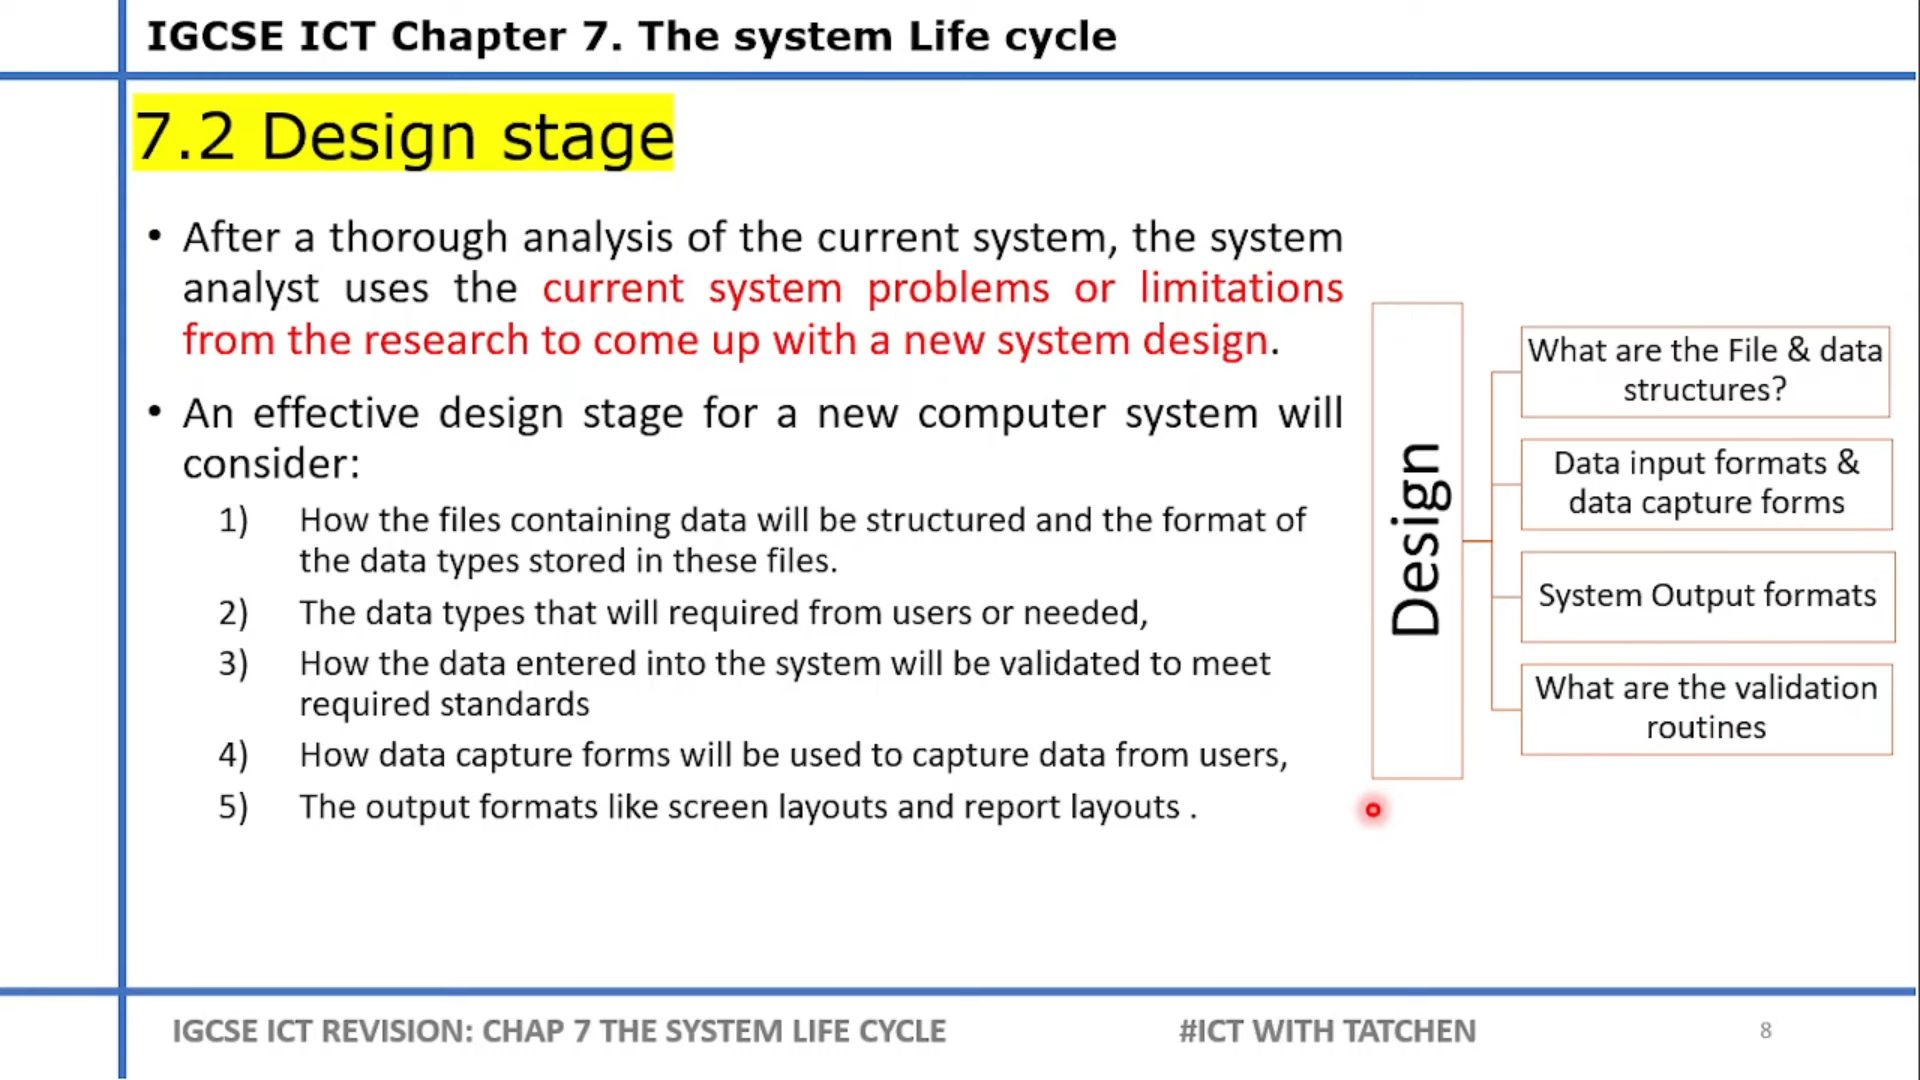 IGCSE ICT Chapter 7. The system Life cycle
7.2 Design stage
• After a thorough analysis of the current system, the system
analyst uses the current system problems or limitations
from the research to come up with a new system design.
• An effective design stage for a new computer system will
consider:
1) How the files containing data will be structured and the format of
the data types stored in these files.
2) The data types that will required from users or needed,
3) How the data entered into the system will be validated to meet
required standards
4) How data capture forms will be used to capture data from users,
5) The output formats like screen layouts and report layouts .
Design
What are the File & data
structures?
Data input formats &
data capture forms
System Output formats
What are the validation
routines
IGCSE ICT REVISION: CHAP 7 THE SYSTEM LIFE CYCLE
#ICT WITH TATCHEN
8